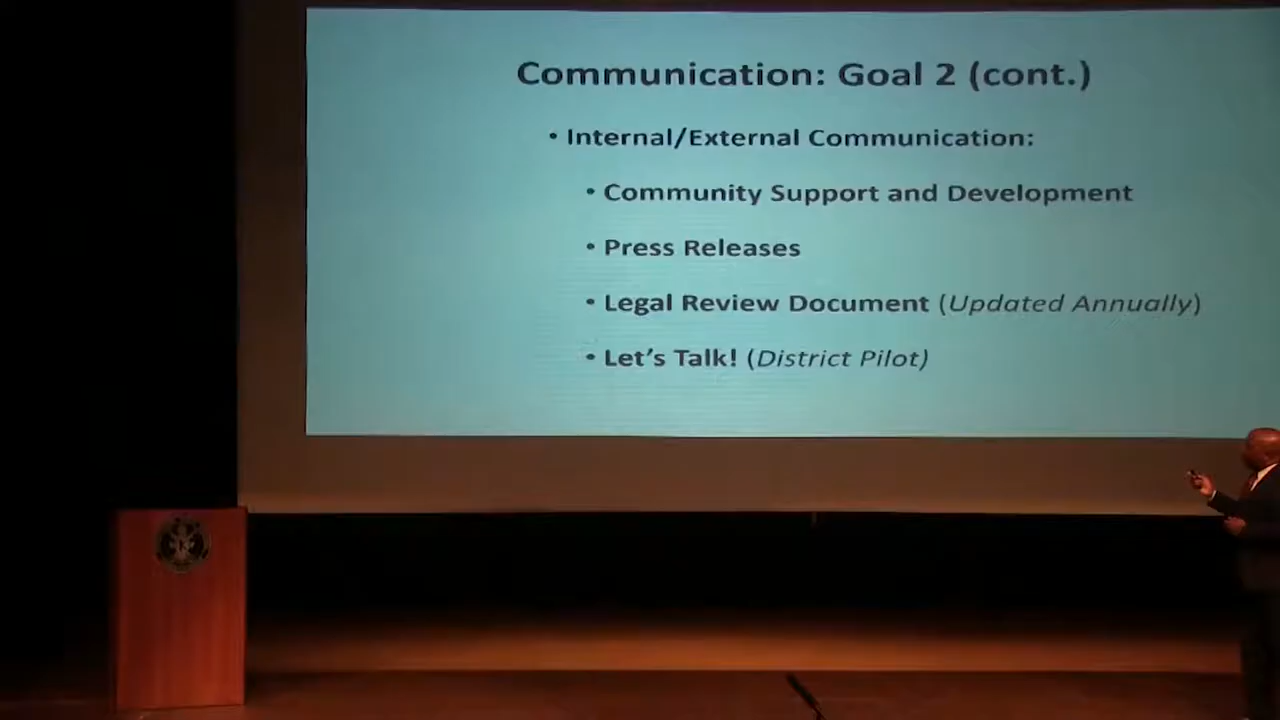 Communication: Goal 2 (cont.)
• Internal/External Communication:
• Community Support and Development
• Press Releases
• Legal Review Document (Updated Annually)
• Let's Talk! (District Pilot)